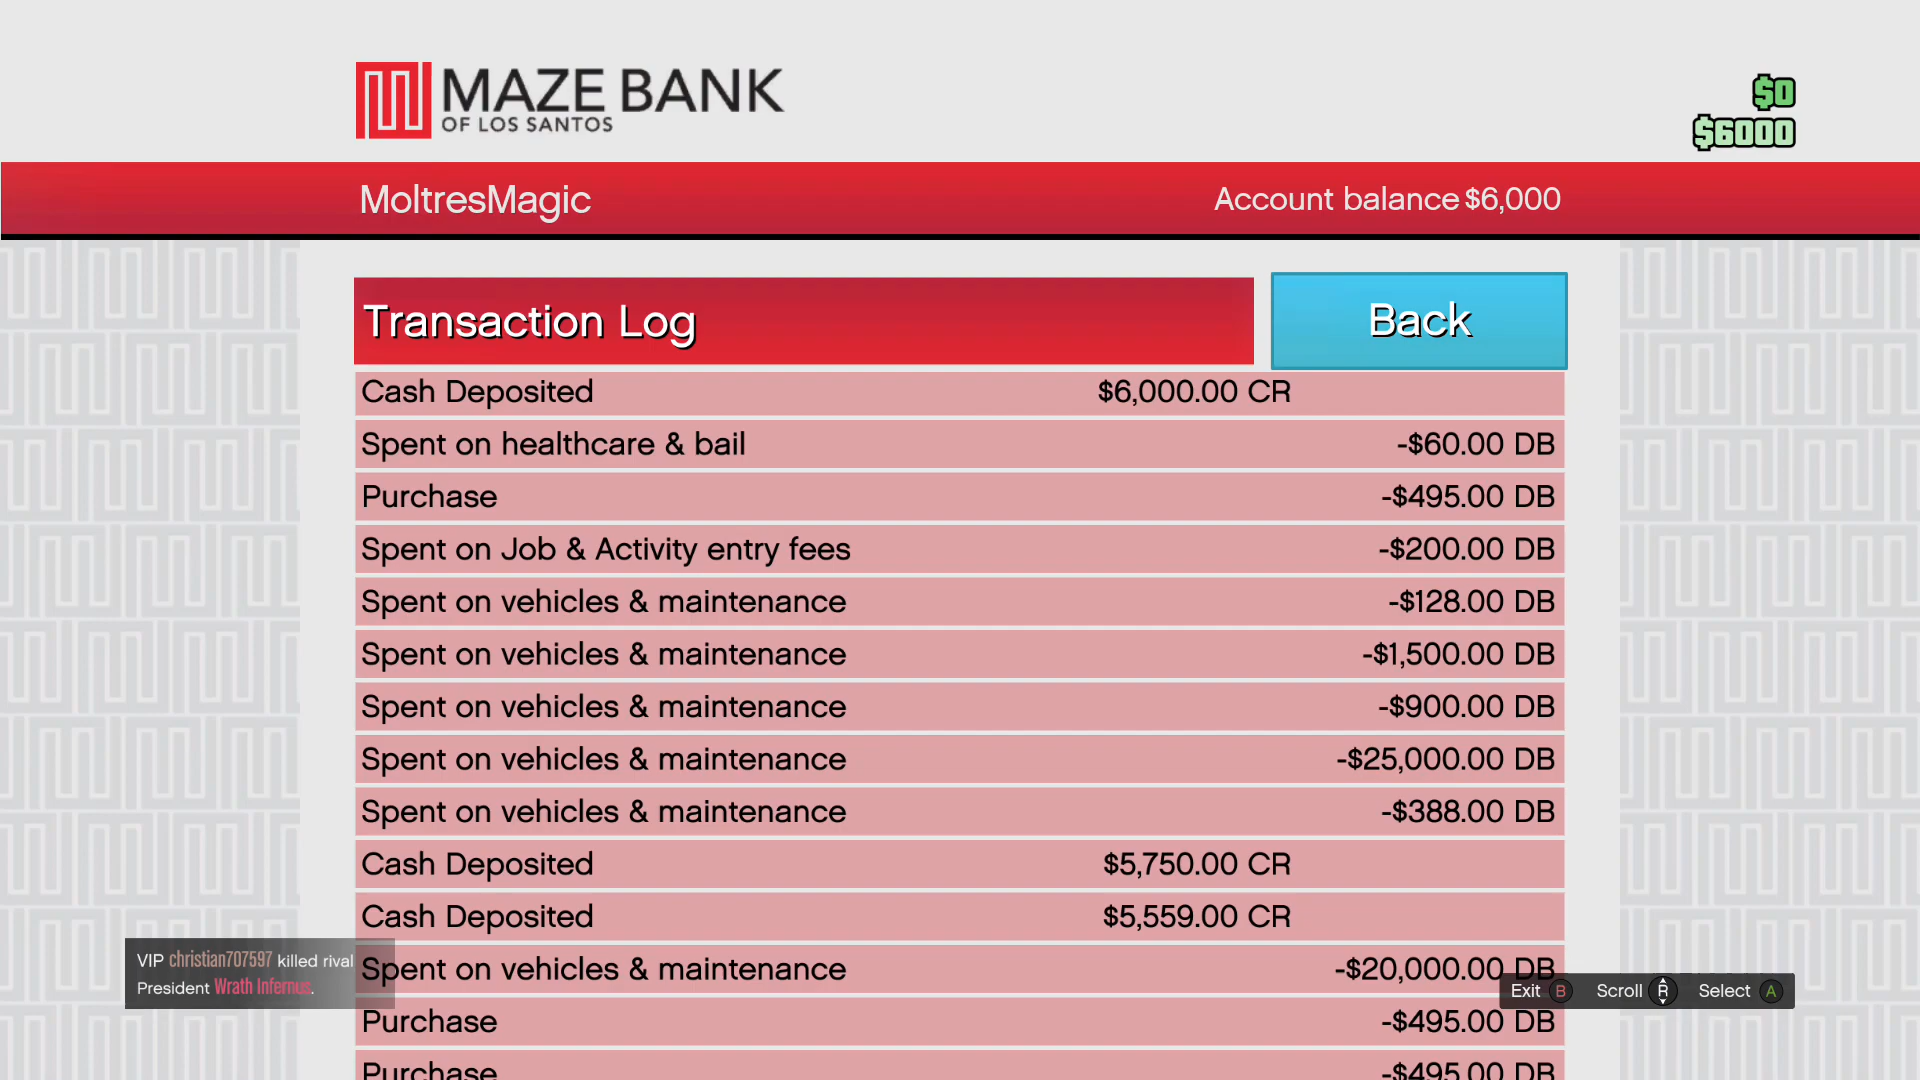 MAZE BANK
OF LOS SANTOS
$0
$6000
MoltresMagic
Account balance $6,000
Transaction Log
Back
Cash Deposited $6,000.00 CR
Spent on healthcare & bail -$60.00 DB
Purchase -$495.00 DB
Spent on Job & Activity entry fees -$200.00 DB
Spent on vehicles & maintenance -$128.00 DB
Spent on vehicles & maintenance -$1,500.00 DB
Spent on vehicles & maintenance -$900.00 DB
Spent on vehicles & maintenance -$25,000.00 DB
Spent on vehicles & maintenance -$388.00 DB
Cash Deposited $5,750.00 CR
Cash Deposited $5,559.00 CR
VIP christian707597 killed rival
President Wrath Infernus.
Spent on vehicles & maintenance -$20,000.00 DB
Exit B Scroll R Select A
Purchase -$495.00 DB
Purchase -$495.00 DB